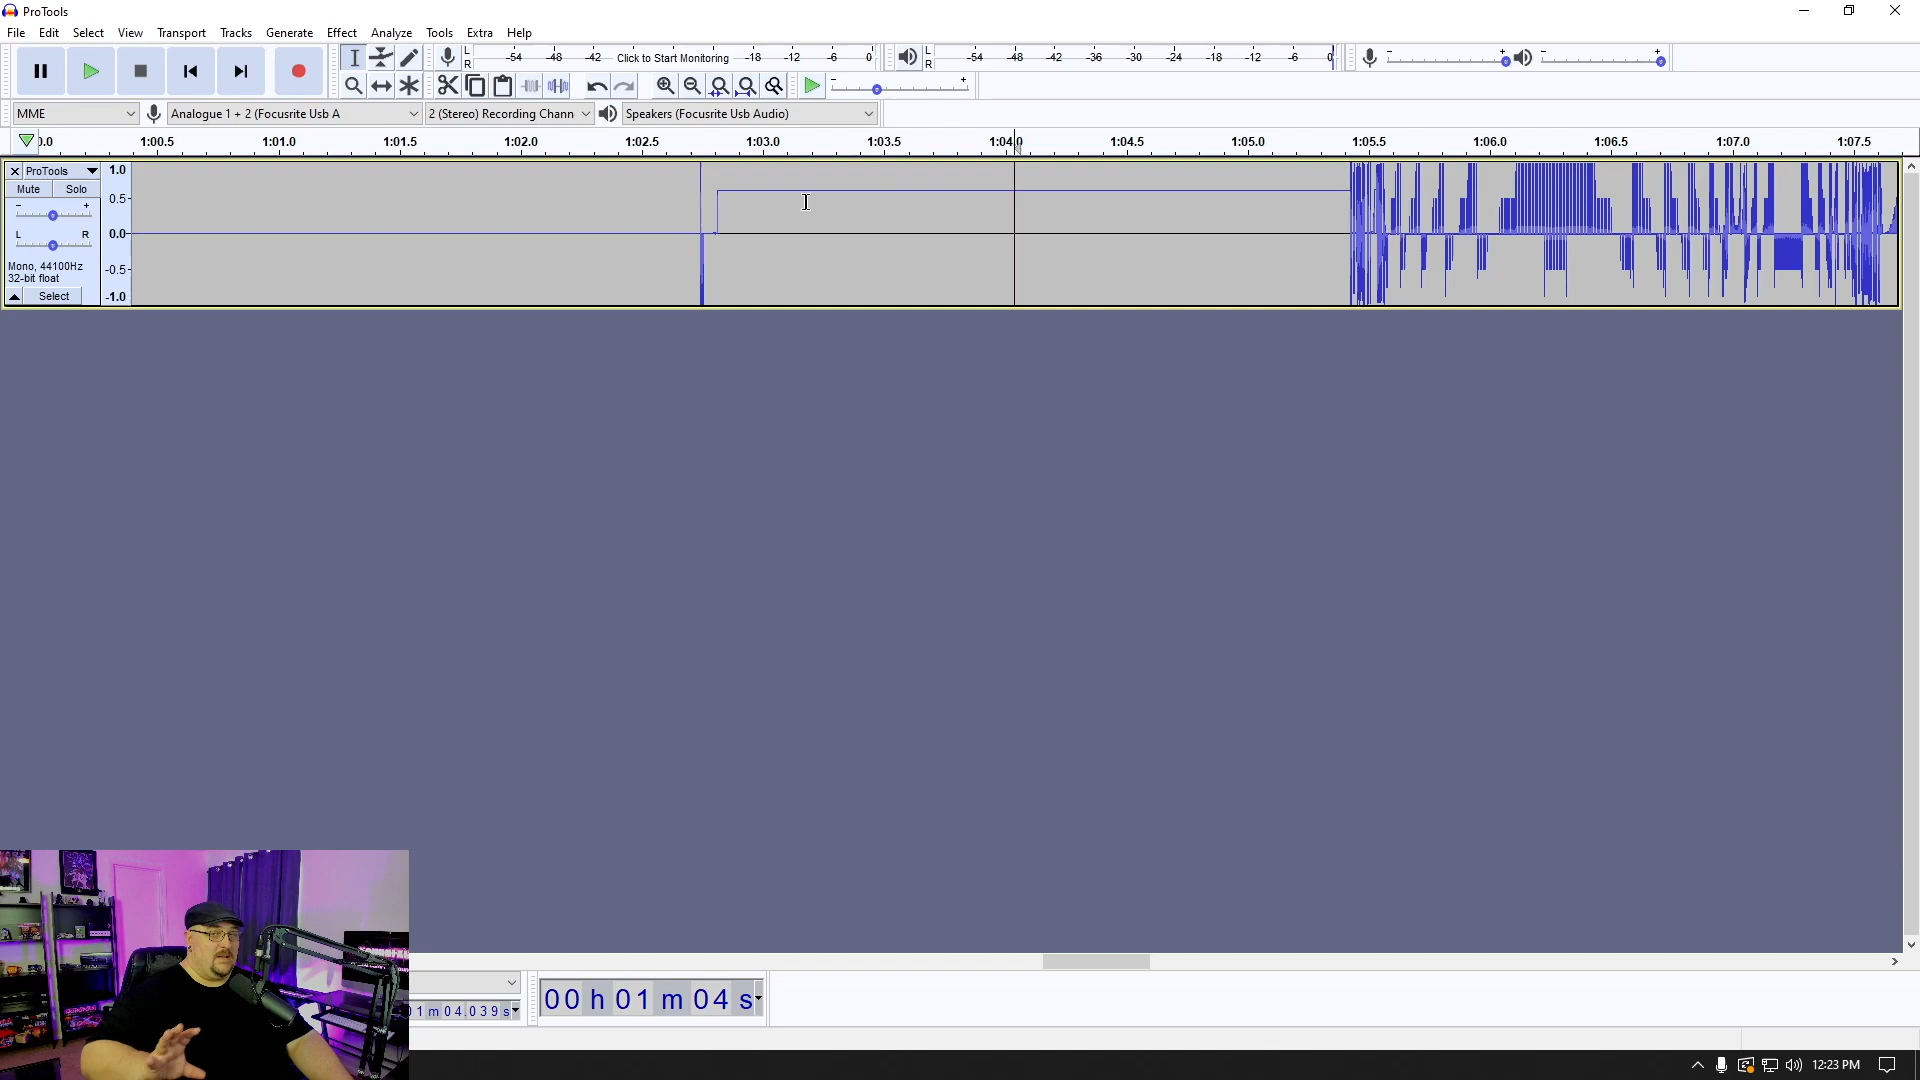 ProTools
File Edit Select View Transport Tracks Generate Effect Analyze Tools Extra Help
L R -54 -48 -42 Click to Start Monitoring -18 -12 -6 0 L R -54 -48 -42 -36 -30 -24 -18 -12 -6 0 - + - +
- +
MME Analogue 1 + 2 (Focusrite Usb A 2 (Stereo) Recording Chann Speakers (Focusrite Usb Audio)
0.0 1:00.5 1:01.0 1:01.5 1:02.0 1:02.5 1:03.0 1:03.5 1:04.0 1:04.5 1:05.0 1:05.5 1:06.0 1:06.5 1:07.0 1:07.5
ProTools 1.0
Mute Solo
- + 0.5
L R 0.0
Mono, 44100Hz -0.5
32-bit float
Select -1.0
00 h 01 m 04 s
01 m 04.039 s
12:23 PM